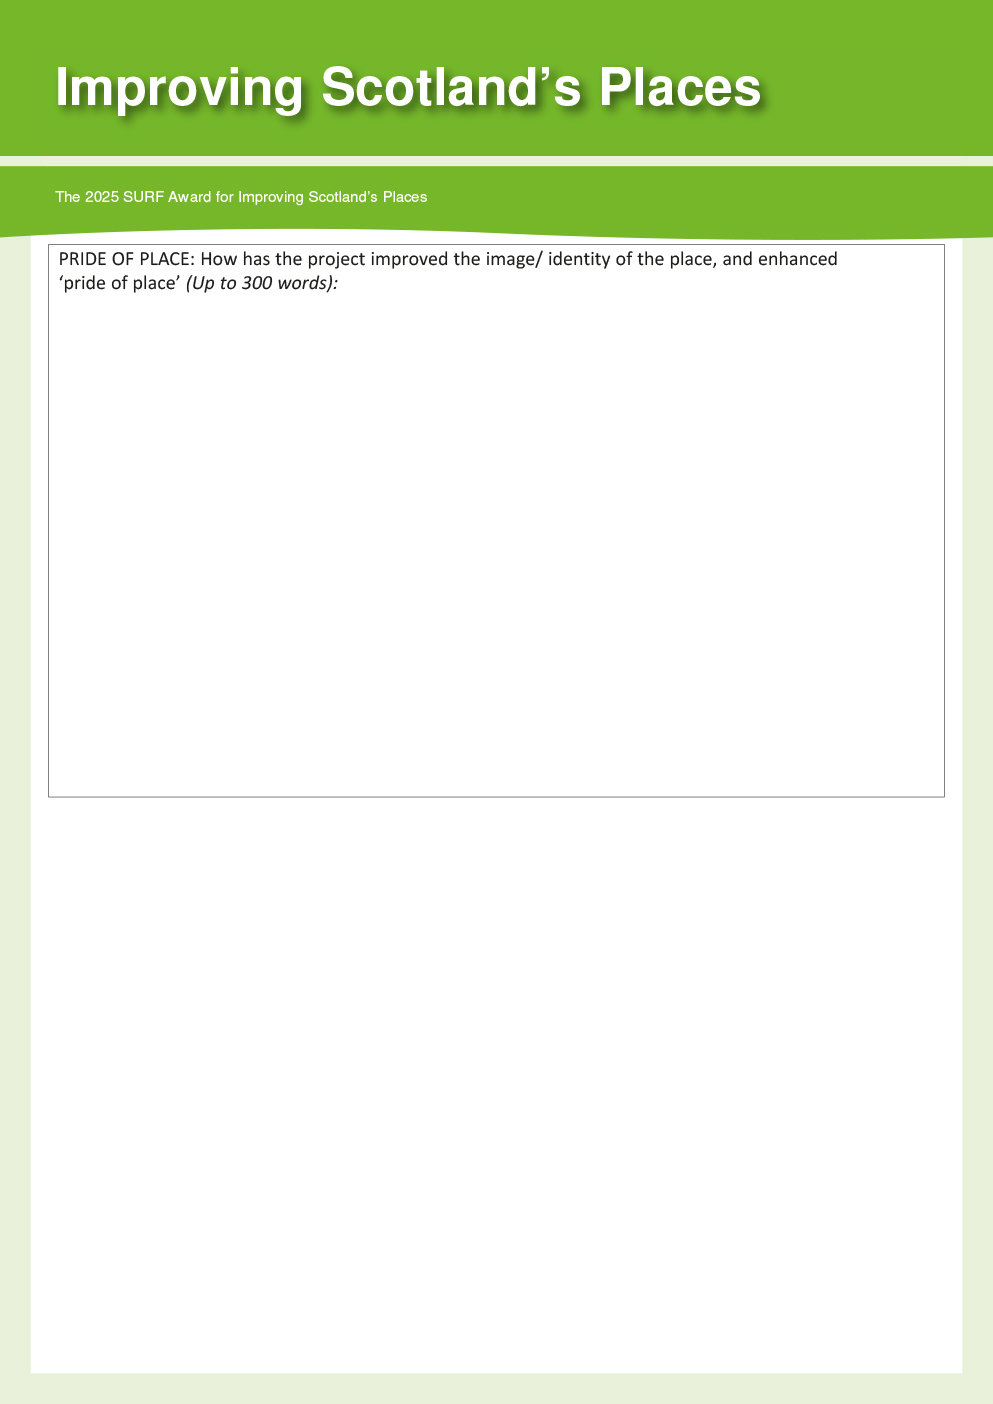 Improving Scotland’s Places
The 2025 SURF Award for Improving Scotland’s Places
PRIDE OF PLACE: How has the project improved the image/ identity of the place, and enhanced
‘pride of place’ (Up to 300 words):